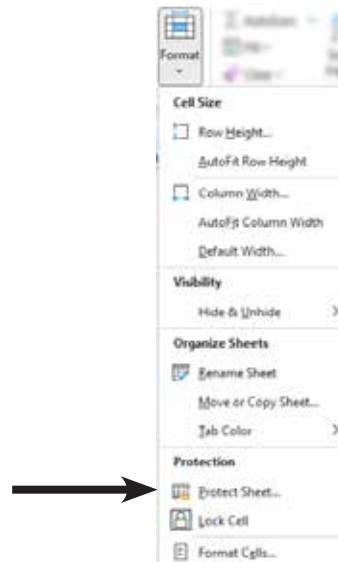 Format
Cell Size
Row Height...
AutoFit Row Height
Column Width...
AutoFit Column Width
Default Width...
Visibility
Hide & Unhide
Organize Sheets
Rename Sheet
Move or Copy Sheet...
Tab Color
Protection
Protect Sheet...
Lock Cell
Format Cells...